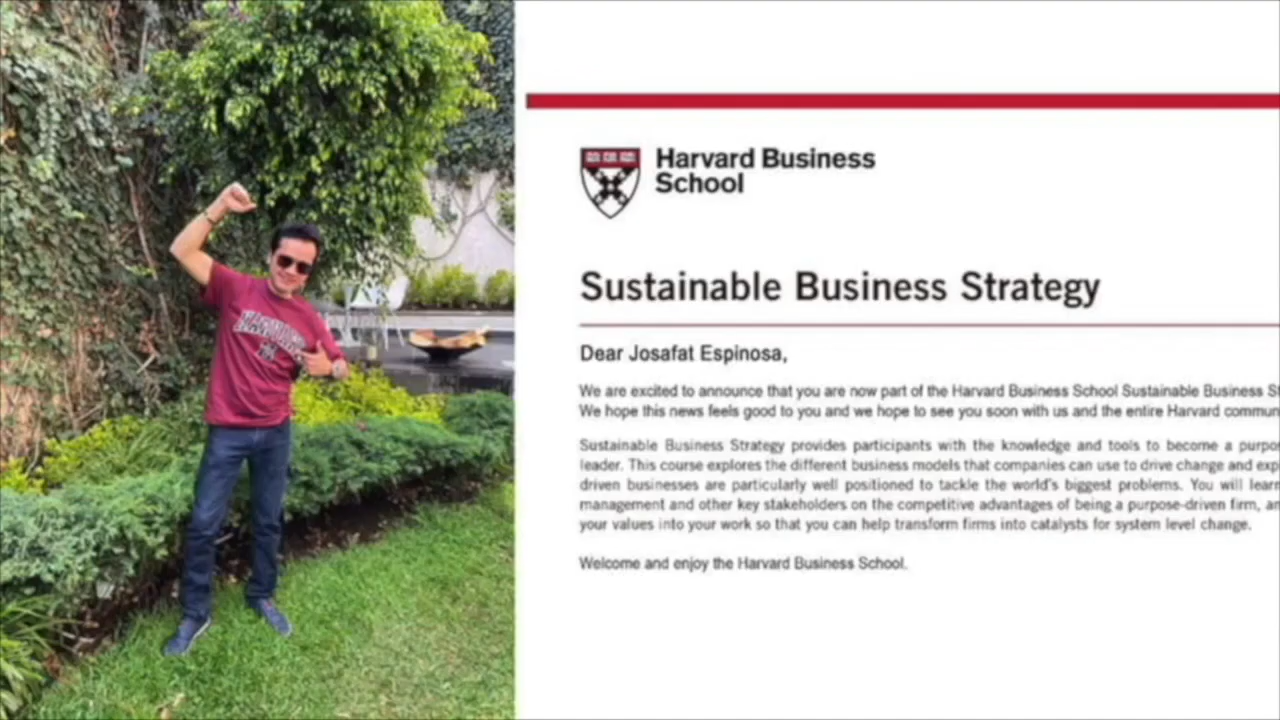 HARVARD
Harvard Business
School
Sustainable Business Strategy
Dear Josafat Espinosa,
We are excited to announce that you are now part of the Harvard Business School Sustainable Business S
We hope this news feels good to you and we hope to see you soon with us and the entire Harvard commun
Sustainable Business Strategy provides participants with the knowledge and tools to become a purpo
leader. This course explores the different business models that companies can use to drive change and exp
driven businesses are particularly well positioned to tackle the world's biggest problems. You will learn
management and other key stakeholders on the competitive advantages of being a purpose-driven firm, an
your values into your work so that you can help transform firms into catalysts for system level change.
Welcome and enjoy the Harvard Business School.